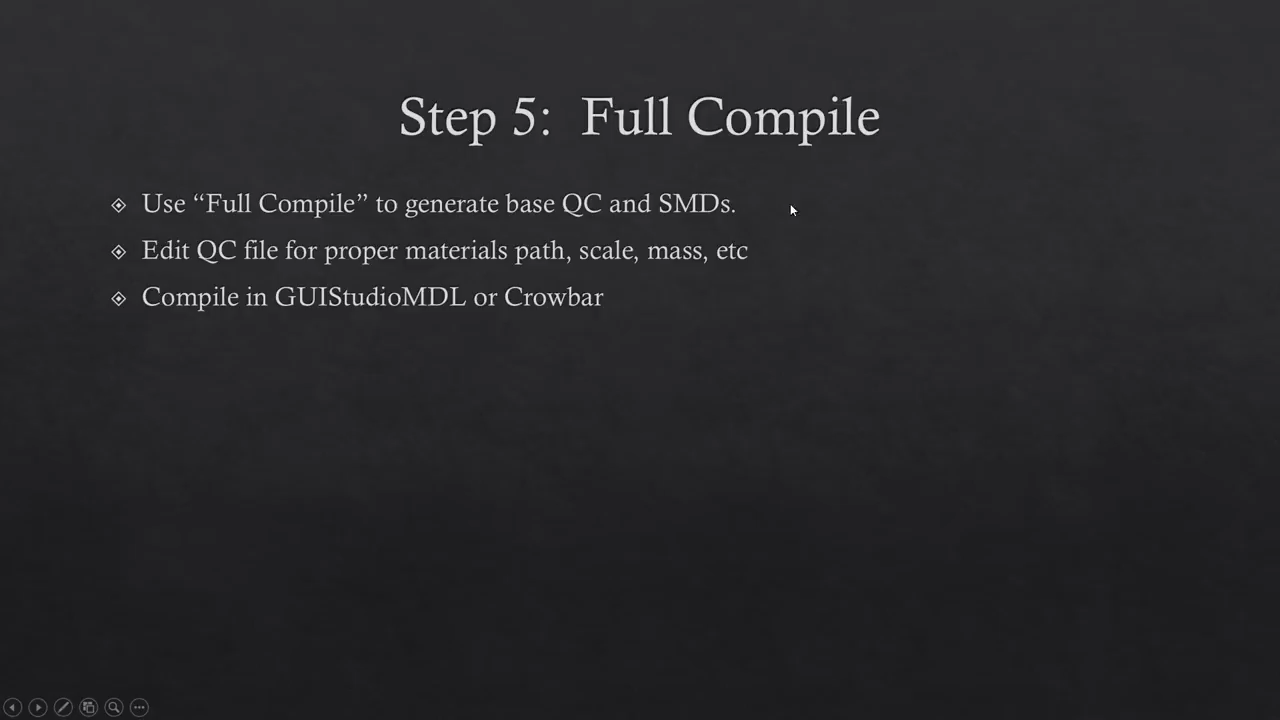 Step 5:  Full Compile
Use “Full Compile” to generate base QC and SMDs.
Edit QC file for proper materials path, scale, mass, etc
Compile in GUIStudioMDL or Crowbar